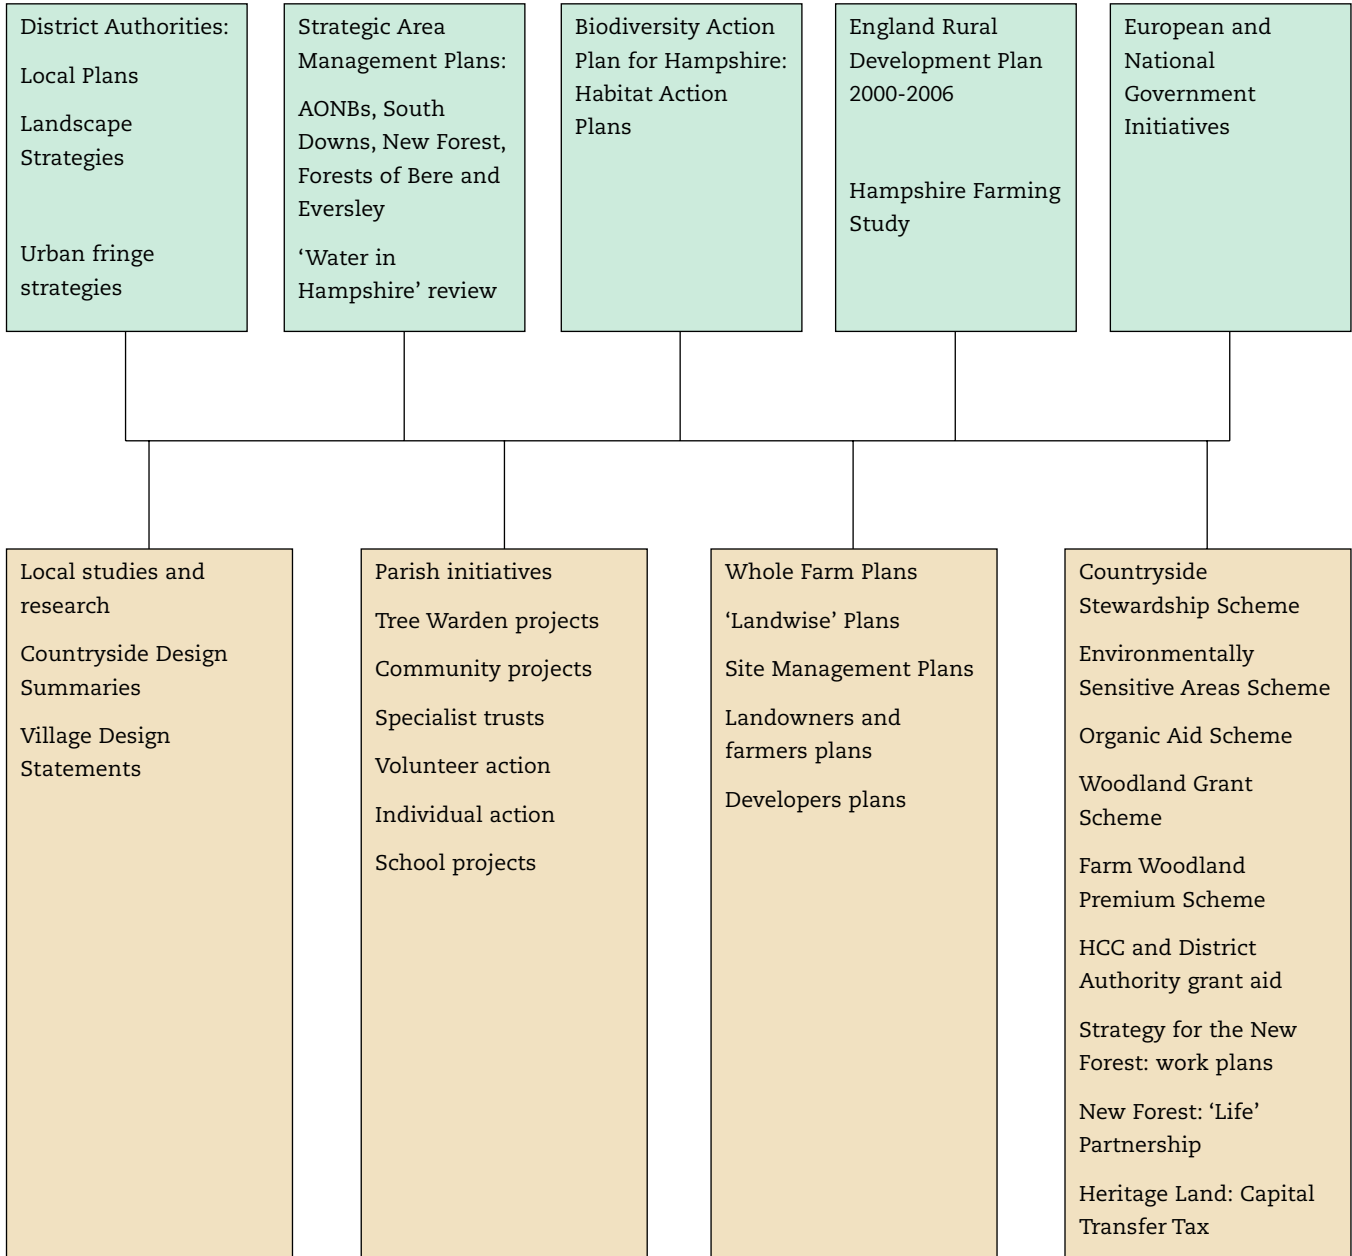 District Authorities:
Local Plans
Landscape
Strategies
Urban fringe
strategies
Strategic Area
Management Plans:
AONBs, South
Downs, New Forest,
Forests of Bere and
Eversley
‘Water in
Hampshire’ review
Biodiversity Action
Plan for Hampshire:
Habitat Action
Plans
England Rural
Development Plan
2000-2006
Hampshire Farming
Study
European and
National
Government
Initiatives
Local studies and
research
Countryside Design
Summaries
Village Design
Statements
Parish initiatives
Tree Warden projects
Community projects
Specialist trusts
Volunteer action
Individual action
School projects
Whole Farm Plans
‘Landwise’ Plans
Site Management Plans
Landowners and
farmers plans
Developers plans
Countryside
Stewardship Scheme
Environmentally
Sensitive Areas Scheme
Organic Aid Scheme
Woodland Grant
Scheme
Farm Woodland
Premium Scheme
HCC and District
Authority grant aid
Strategy for the New
Forest: work plans
New Forest: ‘Life’
Partnership
Heritage Land: Capital
Transfer Tax